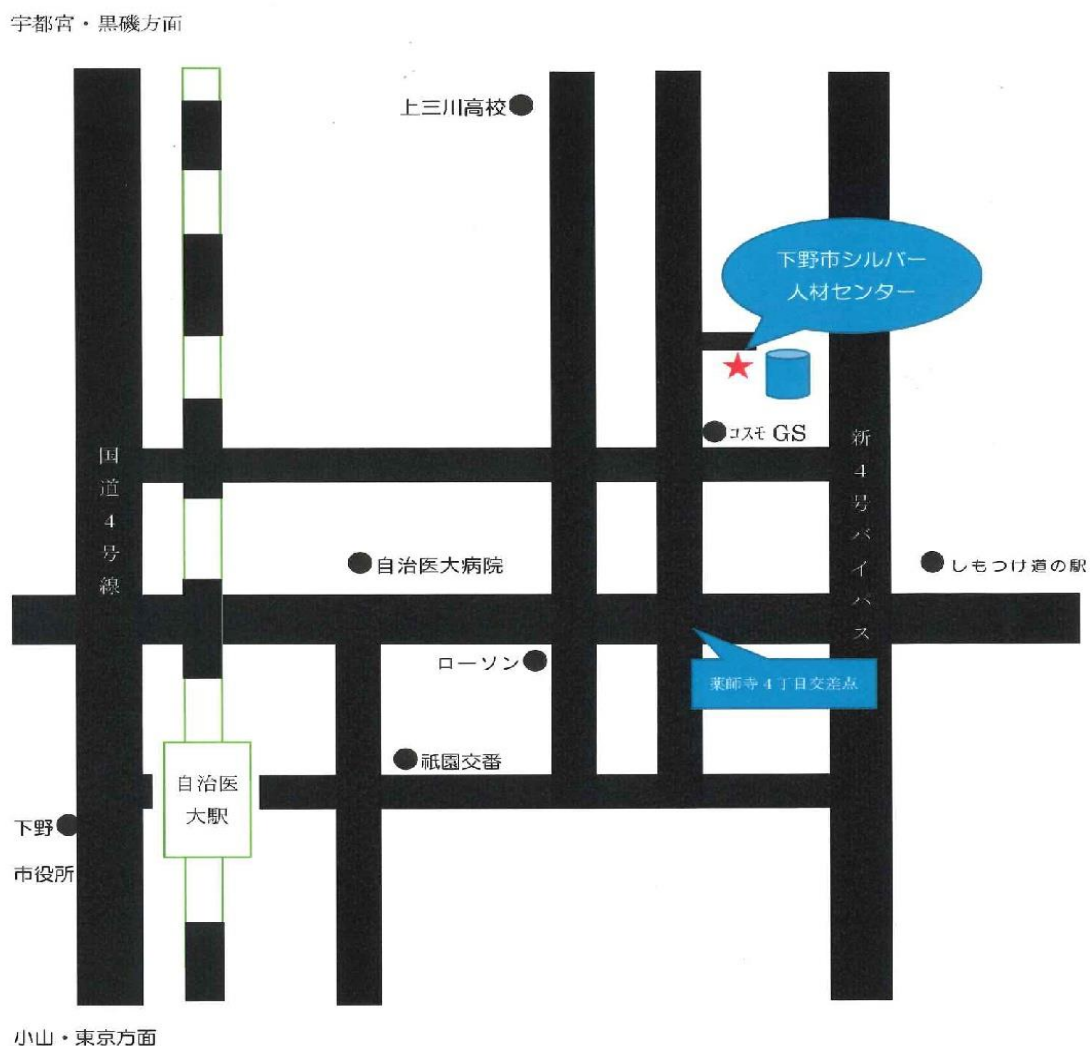 宇都宮・黒磯方面
上三川高校
下野市シルバー
人材センター
コスモ GS
国道4号線
新4号バイパス
自治医大病院
しもつけ道の駅
ローソン
薬師寺4丁目交差点
祇園交番
自治医
大駅
下野
市役所
小山・東京方面